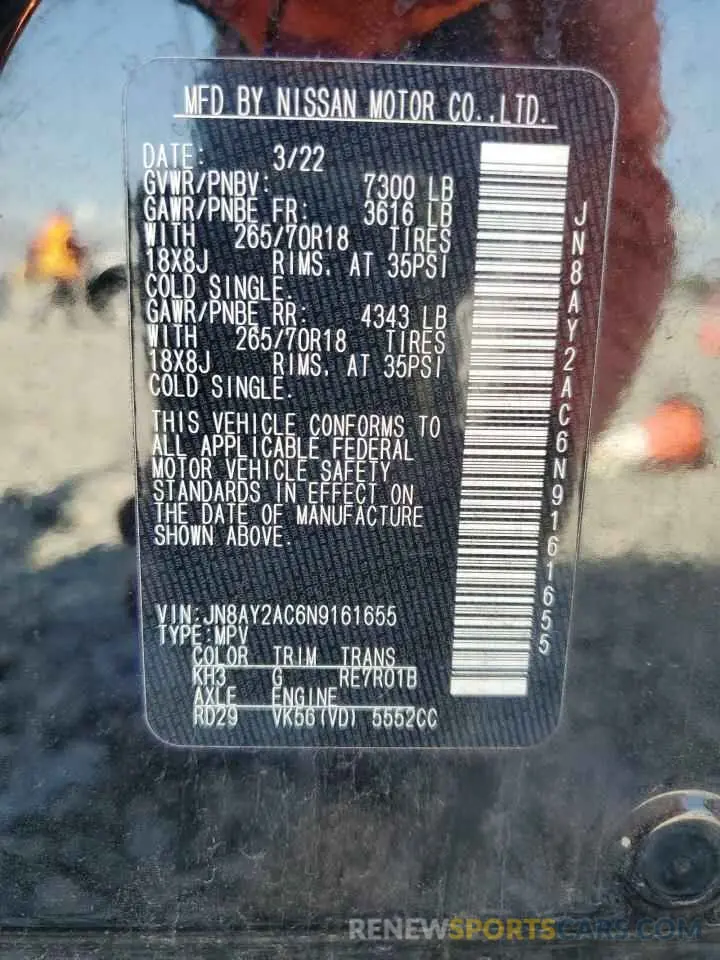 MFD BY NISSAN MOTOR CO.,LTD.
DATE: 3/22
GVWR/PNBV: 7300 LB
GAWR/PNBE FR: 3616 LB
WITH 265/70R18 TIRES
18X8J RIMS, AT 35PSI
COLD SINGLE.
GAWR/PNBE RR: 4343 LB
WITH 265/70R18 TIRES
18X8J RIMS, AT 35PSI
COLD SINGLE.
THIS VEHICLE CONFORMS TO
ALL APPLICABLE FEDERAL
MOTOR VEHICLE SAFETY
STANDARDS IN EFFECT ON
THE DATE OF MANUFACTURE
SHOWN ABOVE.
VIN:JN8AY2AC6N9161655
TYPE:MPV
COLOR TRIM TRANS
KH3 G RE7R01B
AXLE ENGINE
RD29 VK56(VD) 5552CC
JN8AY2AC6N9161655
RENEWSPORTSCARS.COM